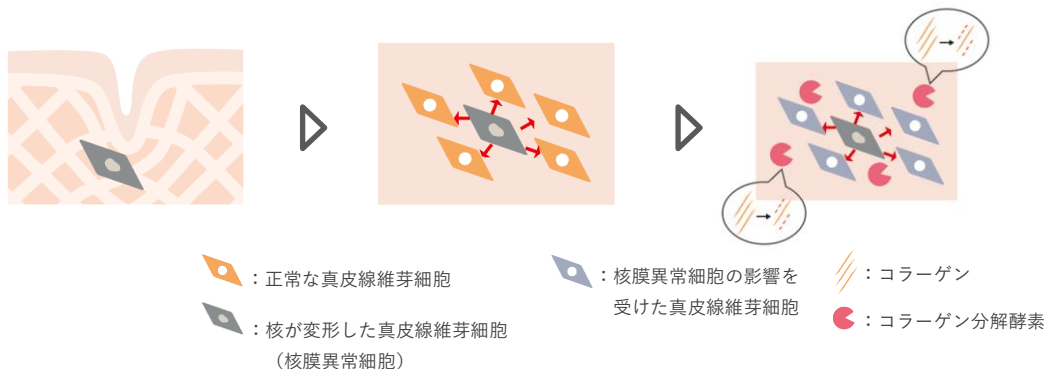 ：正常な真皮線維芽細胞
：核が変形した真皮線維芽細胞
（核膜異常細胞）
：核膜異常細胞の影響を
受けた真皮線維芽細胞
：コラーゲン
：コラーゲン分解酵素